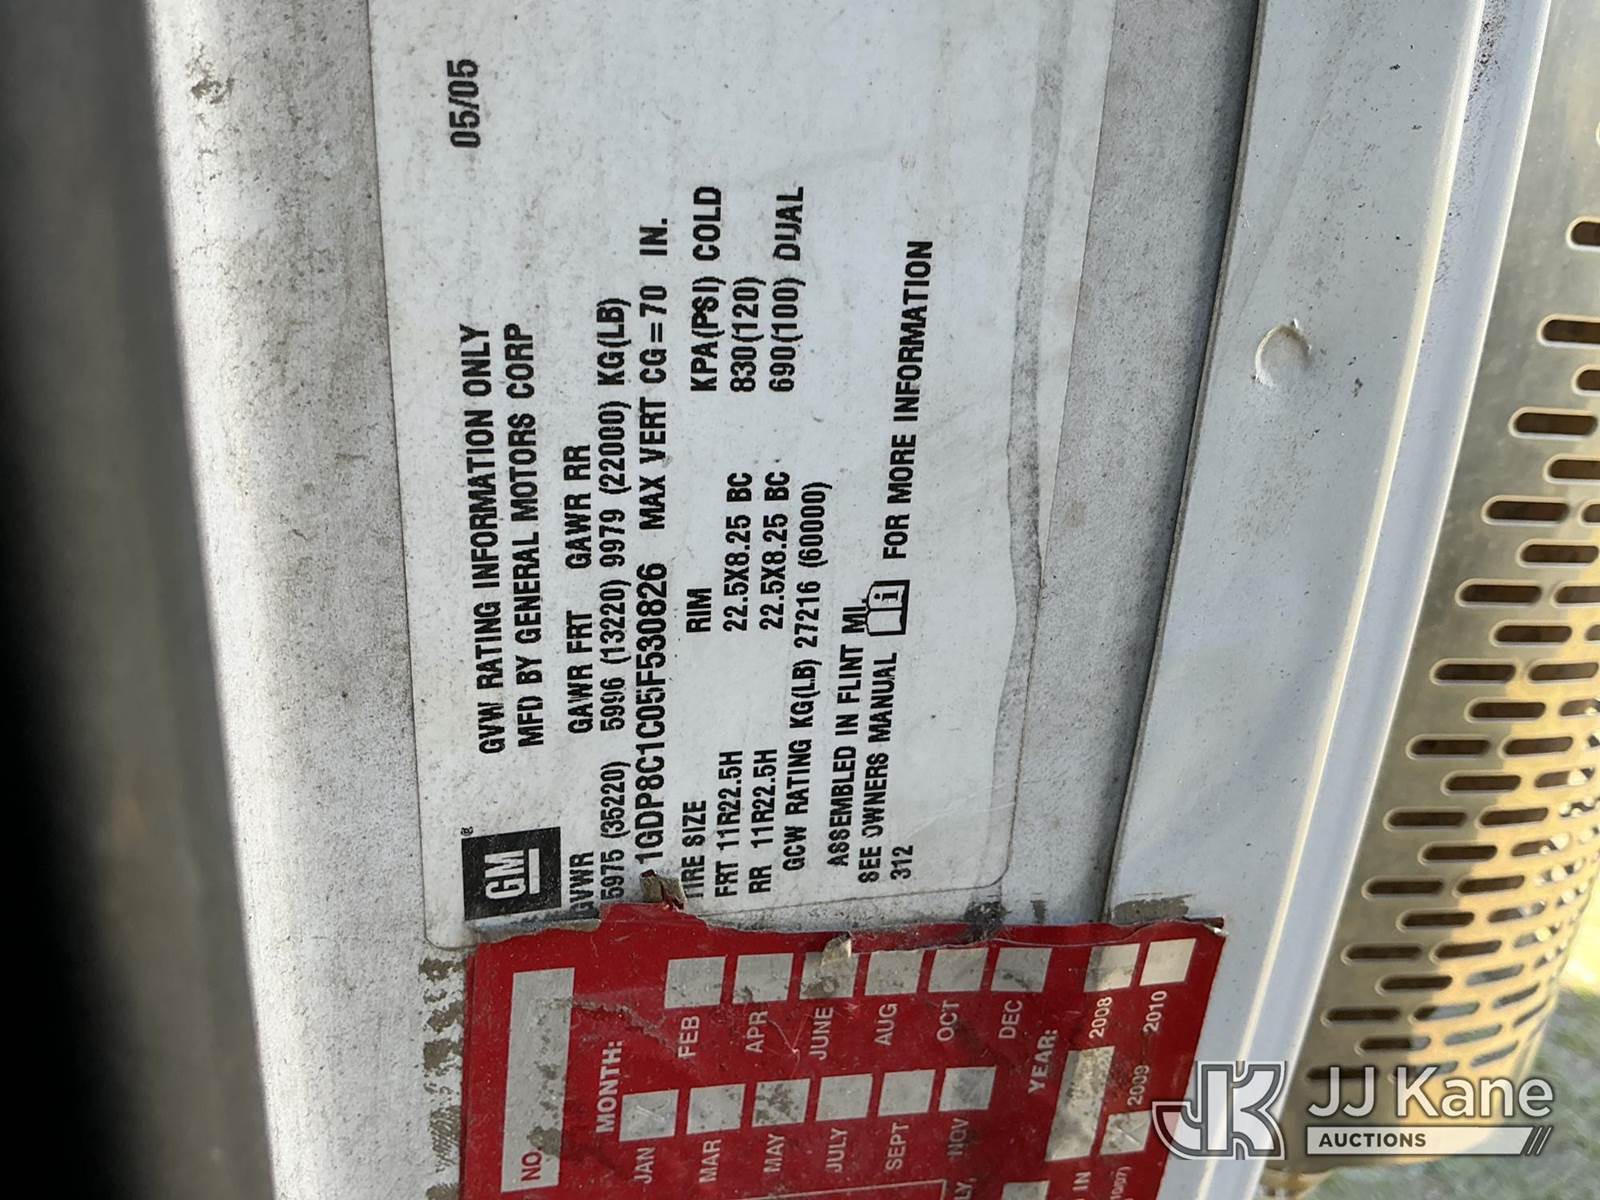 GVW RATING INFORMATION ONLY 05/05
MFD BY GENERAL MOTORS CORP
GM
GVWR GAWR FRT GAWR RR
5975 (35220) 5996 (13220) 9979 (22000) KG(LB)
1GDP8C1C05F530826 MAX VERT CG=70 IN.
TIRE SIZE RIM KPA(PSI) COLD
FRT 11R22.5H 22.5X8.25 BC 830(120)
RR 11R22.5H 22.5X8.25 BC 690(100) DUAL
GCW RATING KG(LB) 27216 (60000)
ASSEMBLED IN FLINT MI.
SEE OWNERS MANUAL i FOR MORE INFORMATION
312
NO.
MONTH:
JAN FEB
MAR APR
MAY JUNE
JULY AUG
SEPT OCT
NOV DEC
YEAR:
2008
2009 2010
JJ Kane
AUCTIONS